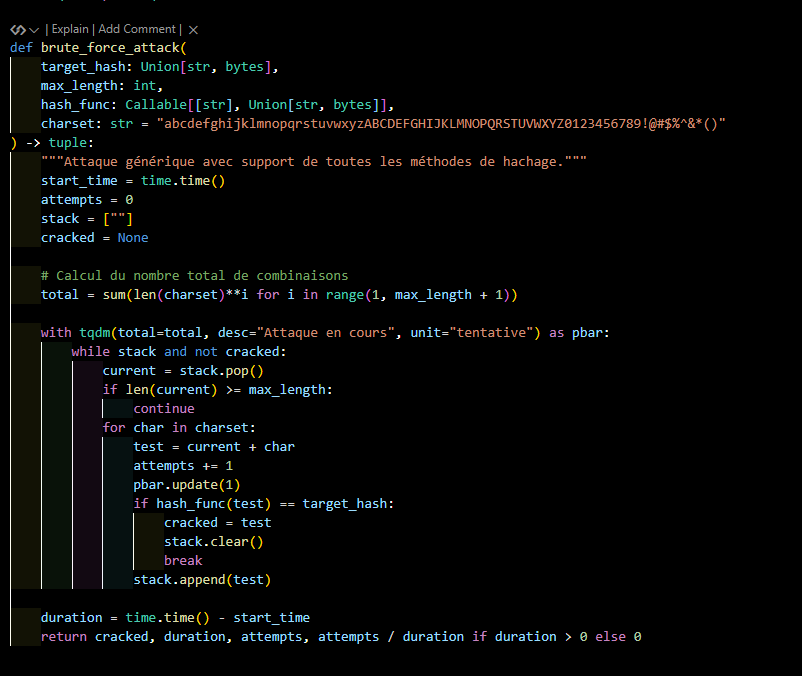 | Explain | Add Comment | ×
def brute_force_attack(
    target_hash: Union[str, bytes],
    max_length: int,
    hash_func: Callable[[str], Union[str, bytes]],
    charset: str = "abcdefghijklmnopqrstuvwxyzABCDEFGHIJKLMNOPQRSTUVWXYZ0123456789!@#$%^&*()"
) -> tuple:
    """Attaque générique avec support de toutes les méthodes de hachage."""
    start_time = time.time()
    attempts = 0
    stack = [""]
    cracked = None
    # Calcul du nombre total de combinaisons
    total = sum(len(charset)**i for i in range(1, max_length + 1))
    with tqdm(total=total, desc="Attaque en cours", unit="tentative") as pbar:
        while stack and not cracked:
            current = stack.pop()
            if len(current) >= max_length:
                continue
            for char in charset:
                test = current + char
                attempts += 1
                pbar.update(1)
                if hash_func(test) == target_hash:
                    cracked = test
                    stack.clear()
                    break
                stack.append(test)
    duration = time.time() - start_time
    return cracked, duration, attempts, attempts / duration if duration > 0 else 0